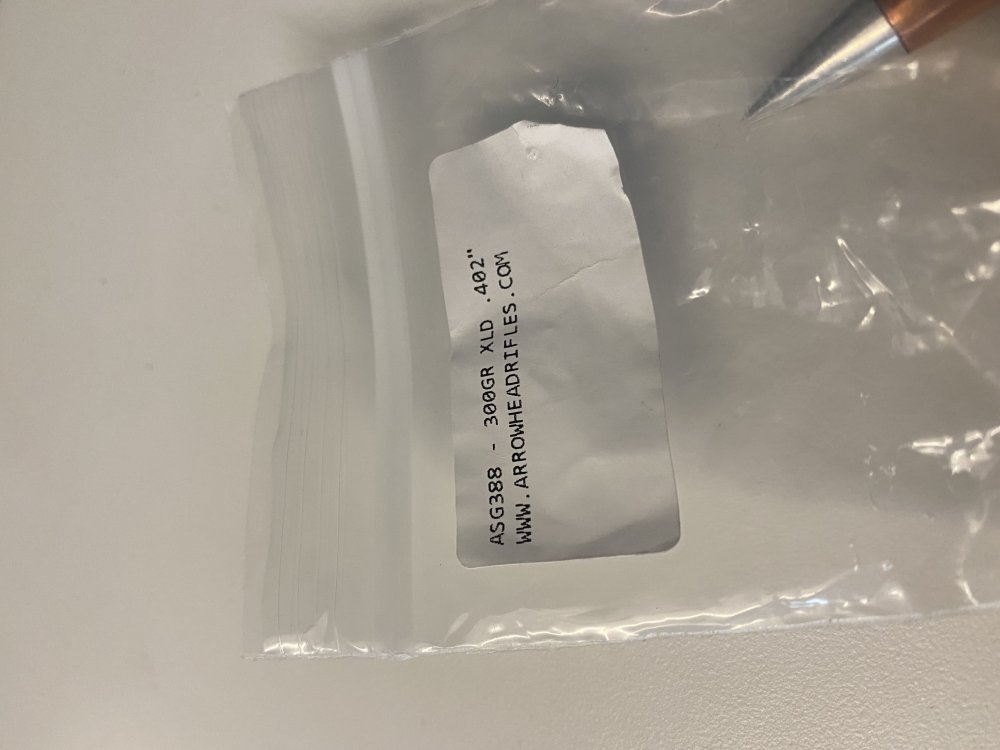 ASG388 - 300GR XLD .402"
WWW.ARROWHEADRIFLES.COM